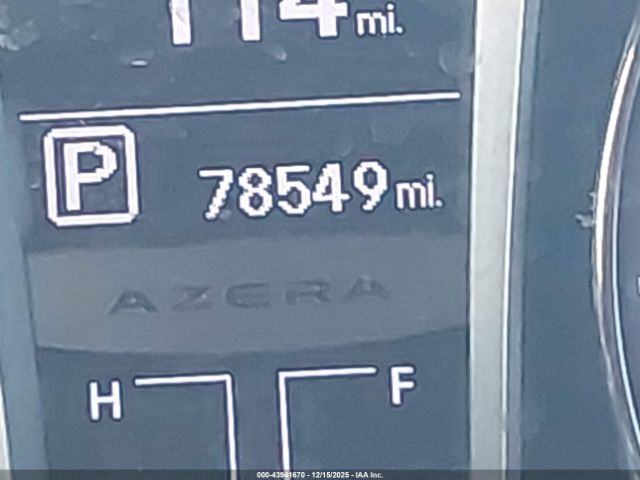 114 mi.
P 78549 mi.
AZERA
H F
000-43941670 - 12/15/2025 - IAA Inc.